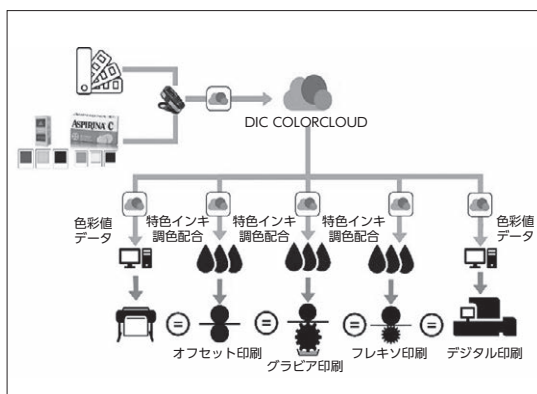 ASPIRINA C
DIC COLORCLOUD
色彩値
データ
特色インキ
調色配合
特色インキ
調色配合
特色インキ
調色配合
色彩値
データ
オフセット印刷
グラビア印刷
フレキソ印刷
デジタル印刷